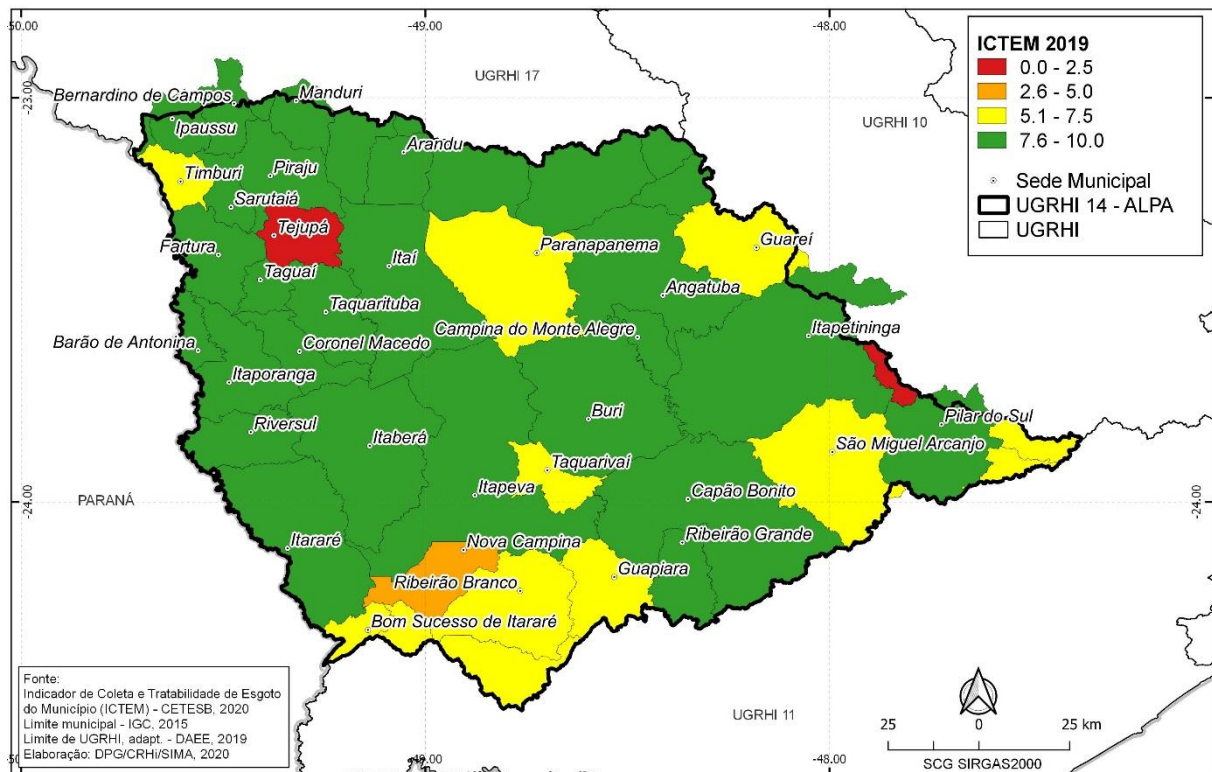 -50.00
-49.00
-48.00
-23.00
UGRHI 17
UGRHI 10
ICTEM 2019
0.0 - 2.5
2.6 - 5.0
5.1 - 7.5
7.6 - 10.0
Sede Municipal
UGRHI 14 - ALPA
UGRHI
Bernardino de Campos
Manduri
Ipaussu
Arandu
Timburi
Piraju
Sarutaiá
Tejupá
Fartura
Itaí
Paranapanema
Guareí
Taguaí
Angatuba
Taquarituba
Campina do Monte Alegre
Itapetininga
Barão de Antonina
Coronel Macedo
Itaporanga
Buri
Pilar do Sul
Riversul
Itaberá
São Miguel Arcanjo
Taquarivaí
Itapeva
Capão Bonito
PARANÁ
-24.00
-24.00
Itararé
Nova Campina
Ribeirão Grande
Ribeirão Branco
Guapiara
Bom Sucesso de Itararé
UGRHI 11
Fonte:
Indicador de Coleta e Tratabilidade de Esgoto
do Município (ICTEM) - CETESB, 2020
Limite municipal - IGC, 2015
Limite de UGRHI, adapt. - DAEE, 2019
Elaboração: DPG/CRHi/SIMA, 2020
25 0 25 km
SCG SIRGAS2000
-49.00
-48.00